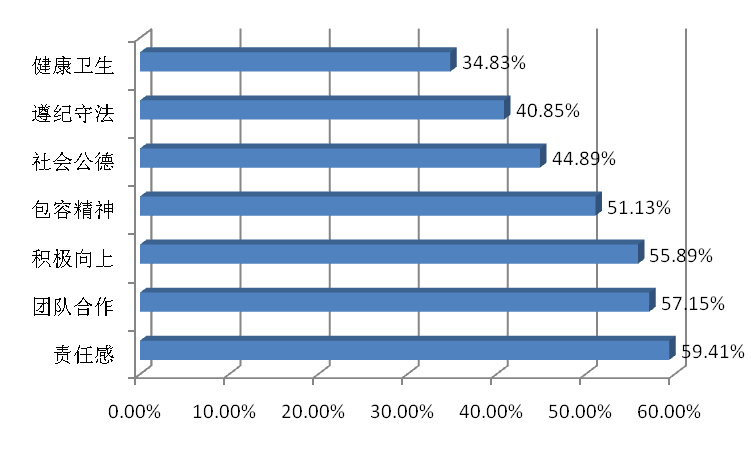 健康卫生 34.83%
遵纪守法 40.85%
社会公德 44.89%
包容精神 51.13%
积极向上 55.89%
团队合作 57.15%
责任感 59.41%
0.00% 10.00% 20.00% 30.00% 40.00% 50.00% 60.00%